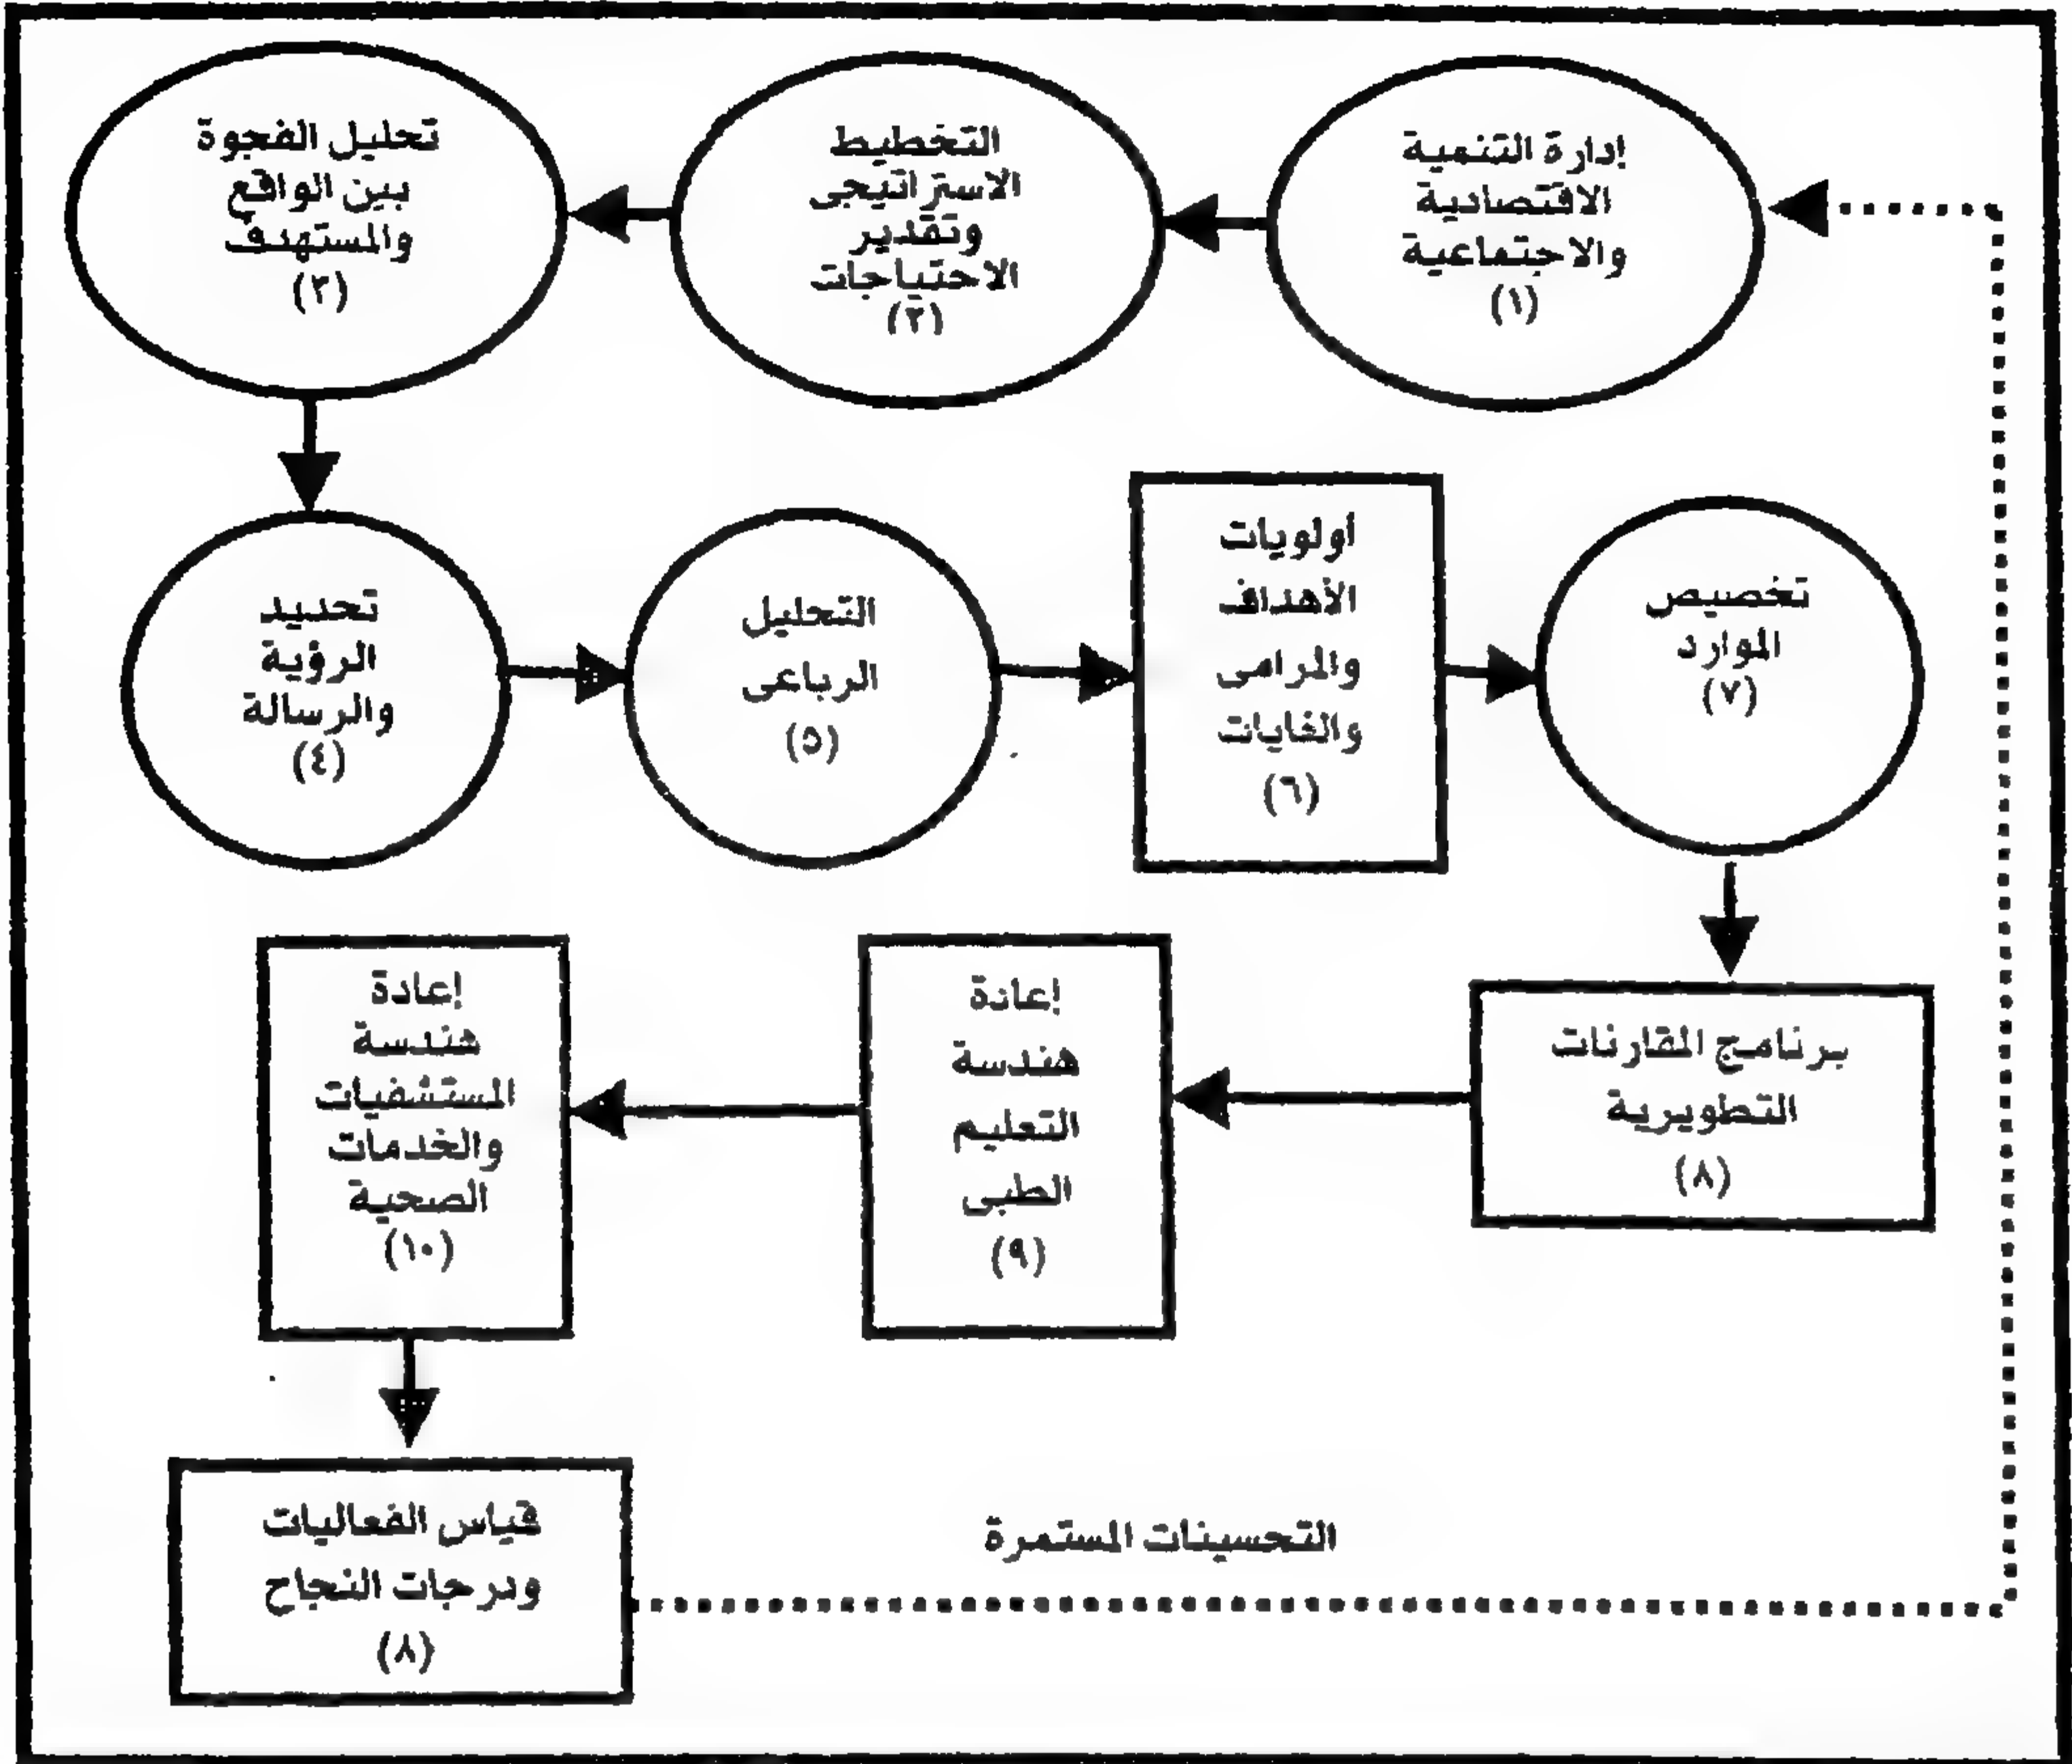 إدارة التنمية
الاقتصادية
والاجتماعية
(١)
التخطيط
الاستراتيجى
وتقدير
الاحتياجات
(٢)
تحليل الفجوة
بين الواقع
والمستهدف
(٣)
تحديد
الرؤية
والرسالة
(٤)
التحليل
الرباعى
(٥)
أولويات
الأهداف
والمرامى
والغايات
(٦)
تخصيص
الموارد
(٧)
برنامج المقارنات
التطويرية
(٨)
إعادة
هندسة
التعليم
الطبى
(٩)
إعادة
هندسة
المستشفيات
والخدمات
الصحية
(١٠)
قياس الفعاليات
ودرجات النجاح
(٨)
التحسينات المستمرة